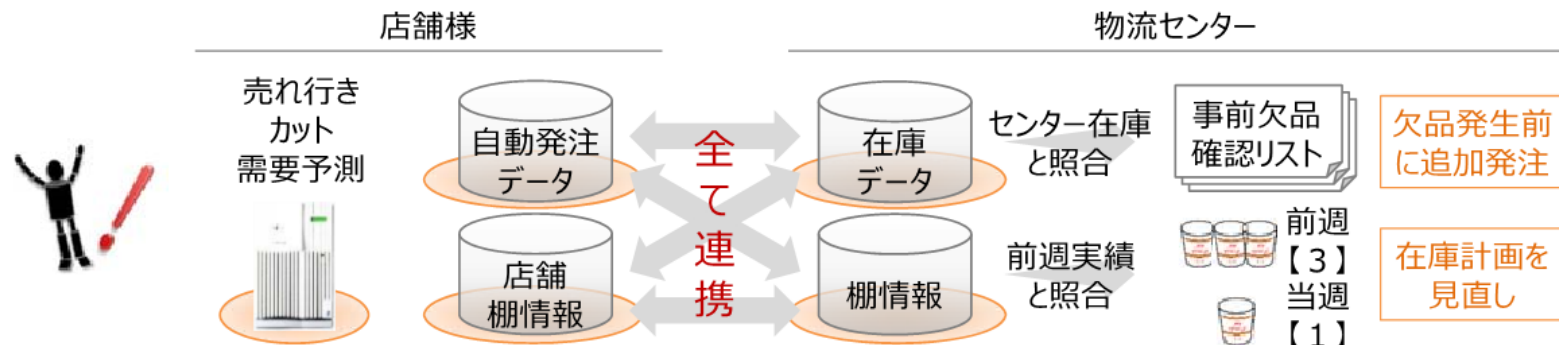 店舗様
物流センター
売れ行き
カット
需要予測
自動発注
データ
店舗
棚情報
全
て
連
携
在庫
データ
棚情報
センター在庫
と照合
前週実績
と照合
事前欠品
確認リスト
前週
【3】
当週
【1】
欠品発生前
に追加発注
在庫計画を
見直し